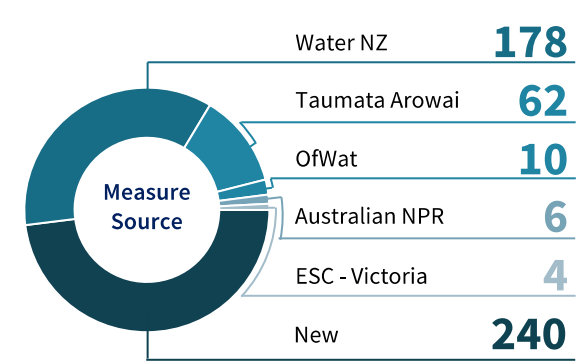 Water NZ 178
Taumata Arowai 62
OfWat 10
Measure
Source
Australian NPR 6
ESC - Victoria 4
New 240